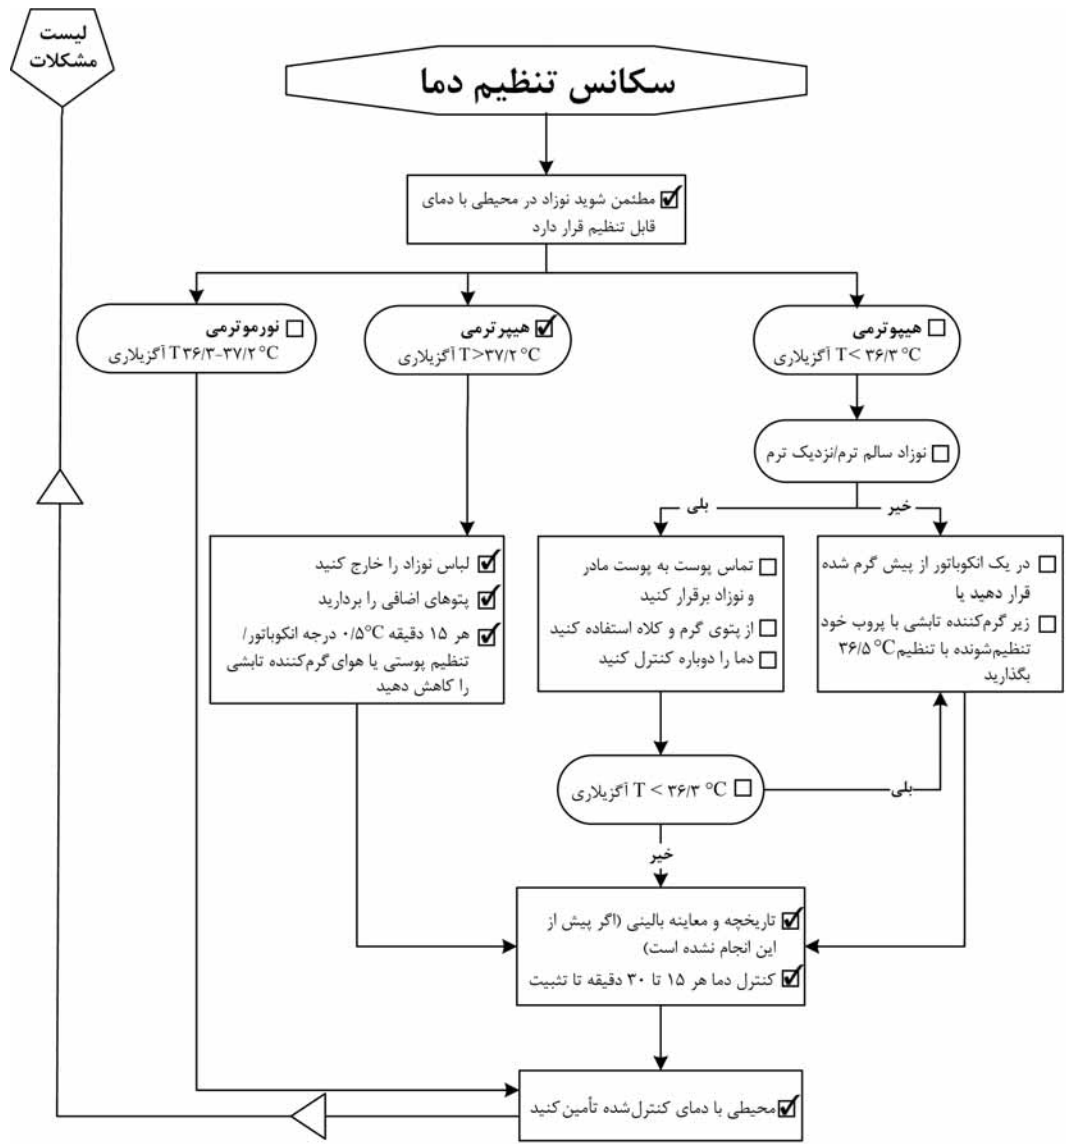 لیست
مشکلات
سکانس تنظیم دما
مطئمن شوید نوزاد در محیطی با دمای
قابل تنظیم قرار دارد
هیپوترمی
T< ۳۶/۳ °C آگزیلاری
هیپرترمی
T>۳۷/۲ °C آگزیلاری
نورموترمی
T ۳۶/۳-۳۷/۲ °C آگزیلاری
نوزاد سالم ترم/نزدیک ترم
خیر
بلی
در یک انکوباتور از پیش گرم شده
قرار دهید یا
زیر گرم‌کننده تابشی با پروب خود
تنظیم‌شونده با تنظیم ۳۶/۵ °C
بگذارید
تماس پوست به پوست مادر
و نوزاد برقرار کنید
از پتوی گرم و کلاه استفاده کنید
دما را دوباره کنترل کنید
لباس نوزاد را خارج کنید
پتوهای اضافی را بردارید
هر ۱۵ دقیقه ۰/۵°C درجه انکوباتور/
تنظیم پوستی یا هوای گرم‌کننده تابشی
را کاهش دهید
T < ۳۶/۳ °C آگزیلاری
بلی
خیر
تاریخچه و معاینه بالینی (اگر پیش از
این انجام نشده است)
کنترل دما هر ۱۵ تا ۳۰ دقیقه تا تثبیت
محیطی با دمای کنترل‌شده تأمین کنید